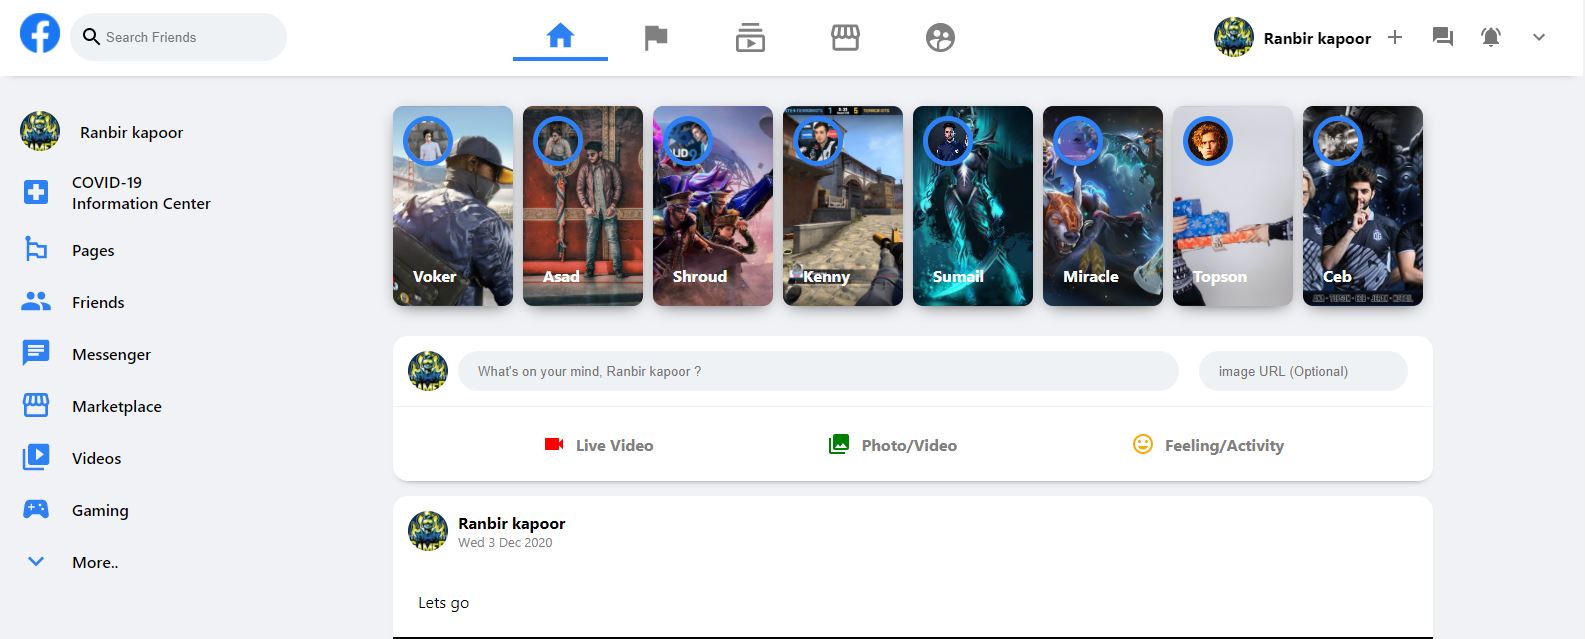 Search Friends
Ranbir kapoor
Ranbir kapoor
COVID-19
Information Center
Pages
Friends
Messenger
Marketplace
Videos
Gaming
More..
Voker
Asad
Shroud
Kenny
Sumail
Miracle
Topson
Ceb
What's on your mind, Ranbir kapoor ?
image URL (Optional)
Live Video
Photo/Video
Feeling/Activity
Ranbir kapoor
Wed 3 Dec 2020
Lets go